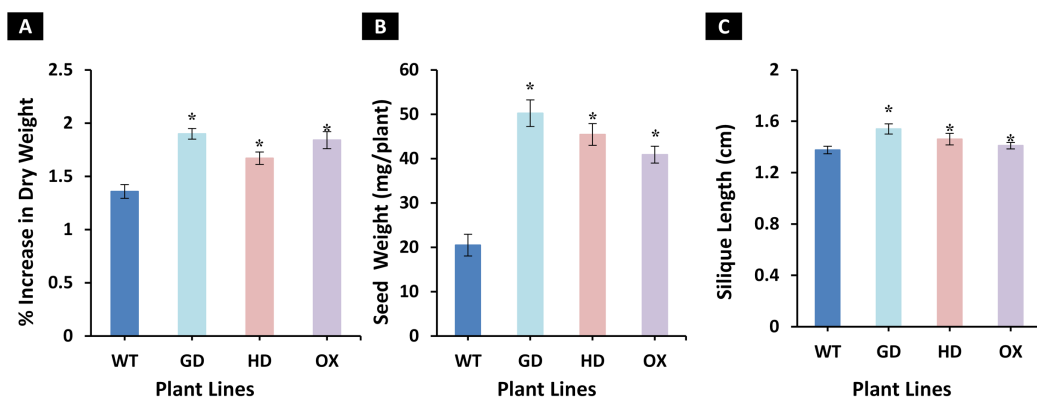 A
% Increase in Dry Weight
2.5
2
1.5
1
0.5
0
*
*
*
WT GD HD OX
Plant Lines
B
Seed Weight (mg/plant)
60
50
40
30
20
10
0
*
*
*
WT GD HD OX
Plant Lines
C
Silique Length (cm)
2
1.6
1.2
0.8
0.4
0
*
*
*
WT GD HD OX
Plant Lines